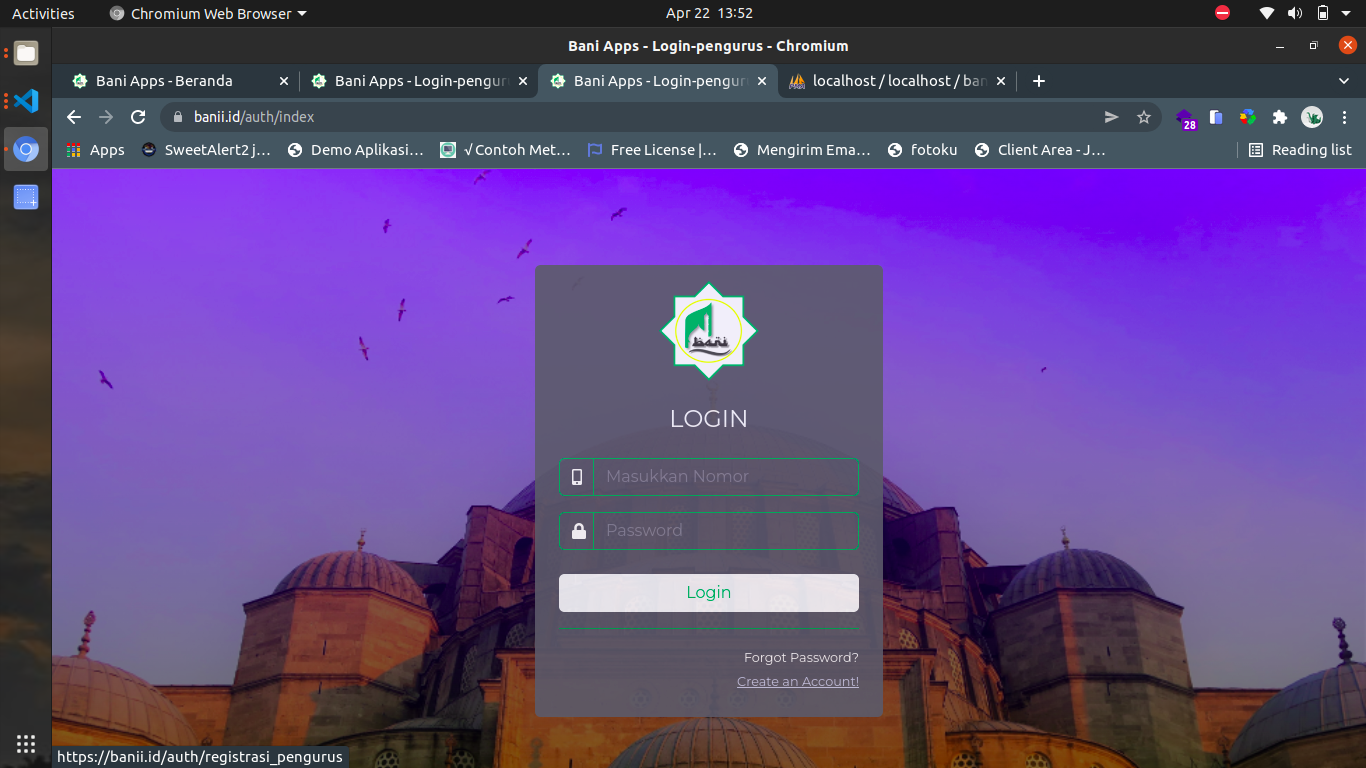 Activities Chromium Web Browser Apr 22 13:52
Bani Apps - Login-pengurus - Chromium
Bani Apps - Beranda Bani Apps - Login-pengur Bani Apps - Login-pengur localhost / localhost / ban
banii.id/auth/index 28
Apps SweetAlert2 j... Demo Aplikasi... √ Contoh Met... Free License |... Mengirim Ema... fotoku Client Area - J... Reading list
bani
LOGIN
Masukkan Nomor
Password
Login
Forgot Password?
Create an Account!
https://banii.id/auth/registrasi_pengurus